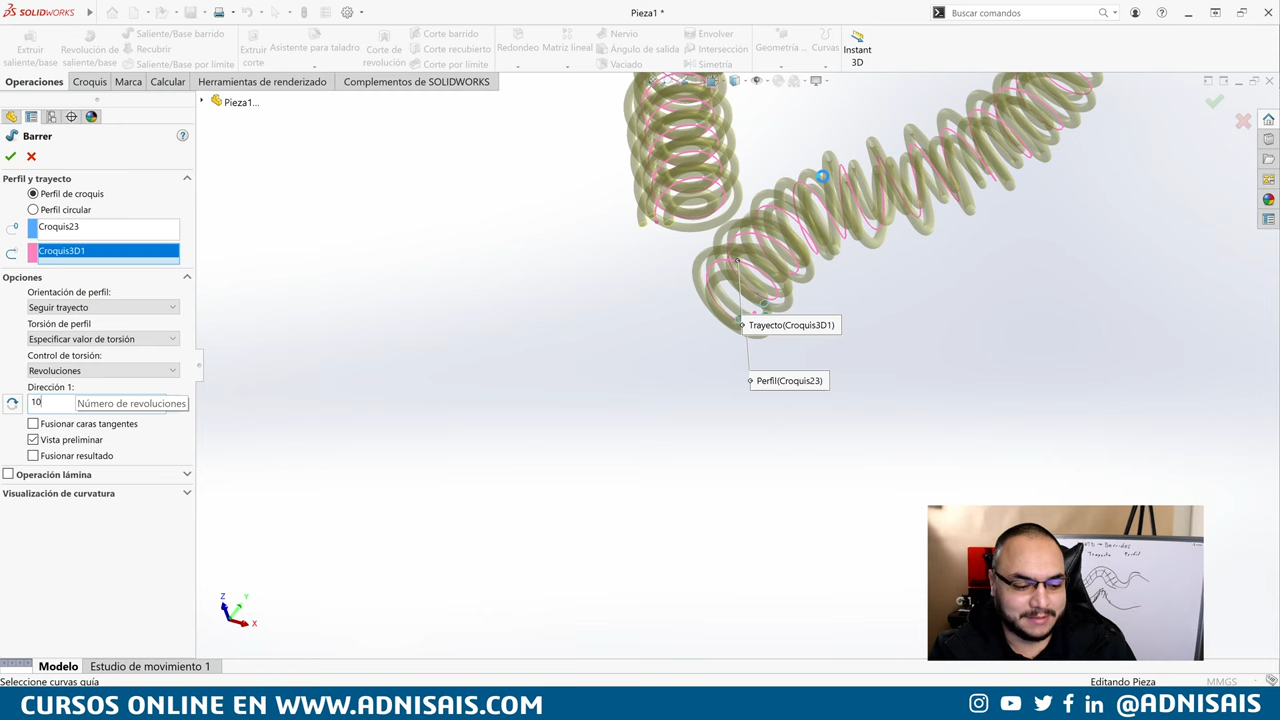 SOLIDWORKS
Pieza1 *
Buscar comandos
Extruir saliente/base
Revolución de saliente/base
Saliente/Base barrido
Recubrir
Saliente/Base por límite
Extruir corte
Asistente para taladro
Corte de revolución
Corte barrido
Recubrir corte
Corte por límite
Redondeo
Matriz lineal
Nervio
Ángulo de salida
Vaciado
Envolver
Intersección
Simetría
Geometría ...
Curvas
Instant 3D
Operaciones
Croquis
Marca
Calcular
Herramientas de renderizado
Complementos de SOLIDWORKS
Pieza1...
Barrer
Perfil y trayecto
Perfil de croquis
Perfil circular
Croquis23
Croquis3D1
Opciones
Orientación de perfil:
Seguir trayecto
Torsión de perfil
Especificar valor de torsión
Control de torsión:
Revoluciones
Dirección 1:
10
Número de revoluciones
Fusionar caras tangentes
Vista preliminar
Fusionar resultado
Operación lámina
Visualización de curvatura
Trayecto(Croquis3D1)
Perfil(Croquis23)
Barridos
Trayecto Perfil
Z
Y
X
Modelo
Estudio de movimiento 1
Seleccione curvas guía
Editando Pieza
MMGS
CURSOS ONLINE EN WWW.ADNISAIS.COM
@ADNISAIS